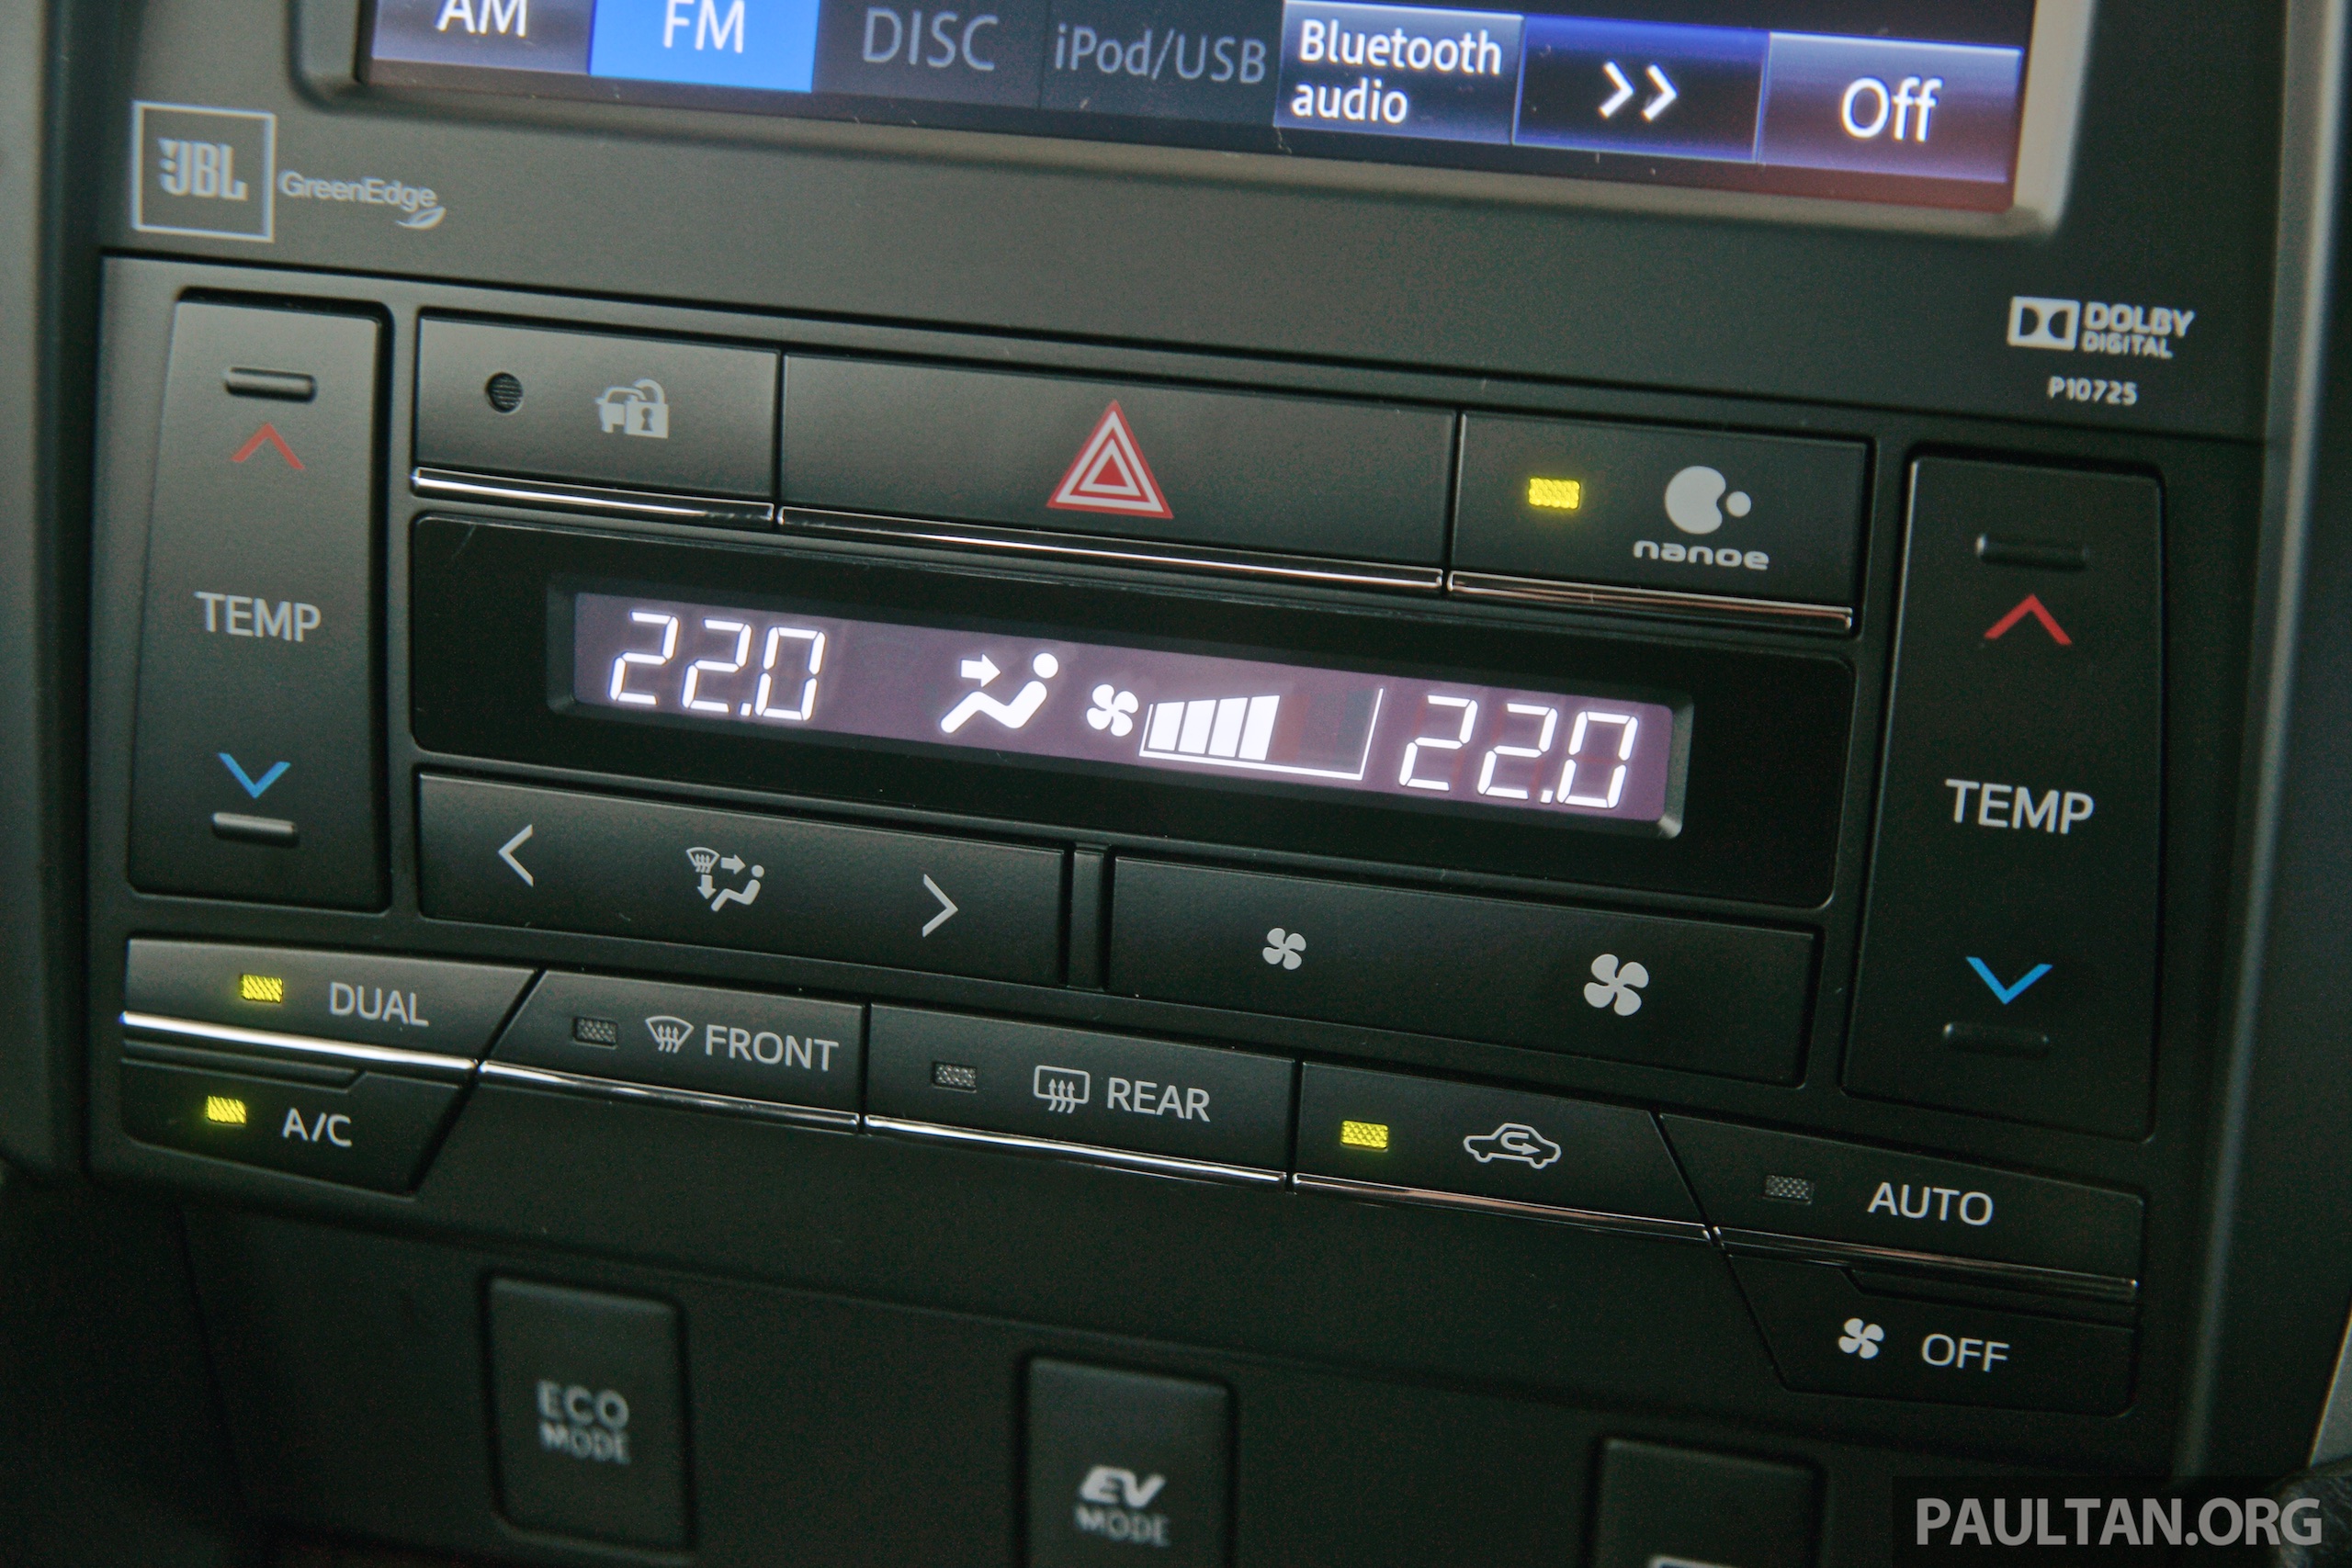 AM FM DISC iPod/USB Bluetooth audio >> Off
JBL GreenEdge
DOLBY
DIGITAL
P10725
nanoe
TEMP
22.0 22.0
TEMP
DUAL
FRONT
REAR
A/C
AUTO
OFF
ECO
MODE
EV
MODE
PAULTAN.ORG